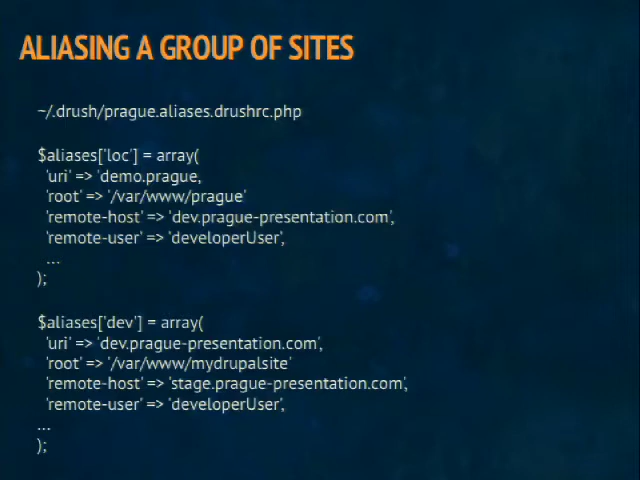 ALIASING A GROUP OF SITES
~/.drush/prague.aliases.drushrc.php
$aliases['loc'] = array(
'uri' => 'demo.prague,
'root' => '/var/www/prague'
'remote-host' => 'dev.prague-presentation.com',
'remote-user' => 'developerUser',
...
);
$aliases['dev'] = array(
'uri' => 'dev.prague-presentation.com',
'root' => '/var/www/mydrupalsite'
'remote-host' => 'stage.prague-presentation.com',
'remote-user' => 'developerUser',
...
);